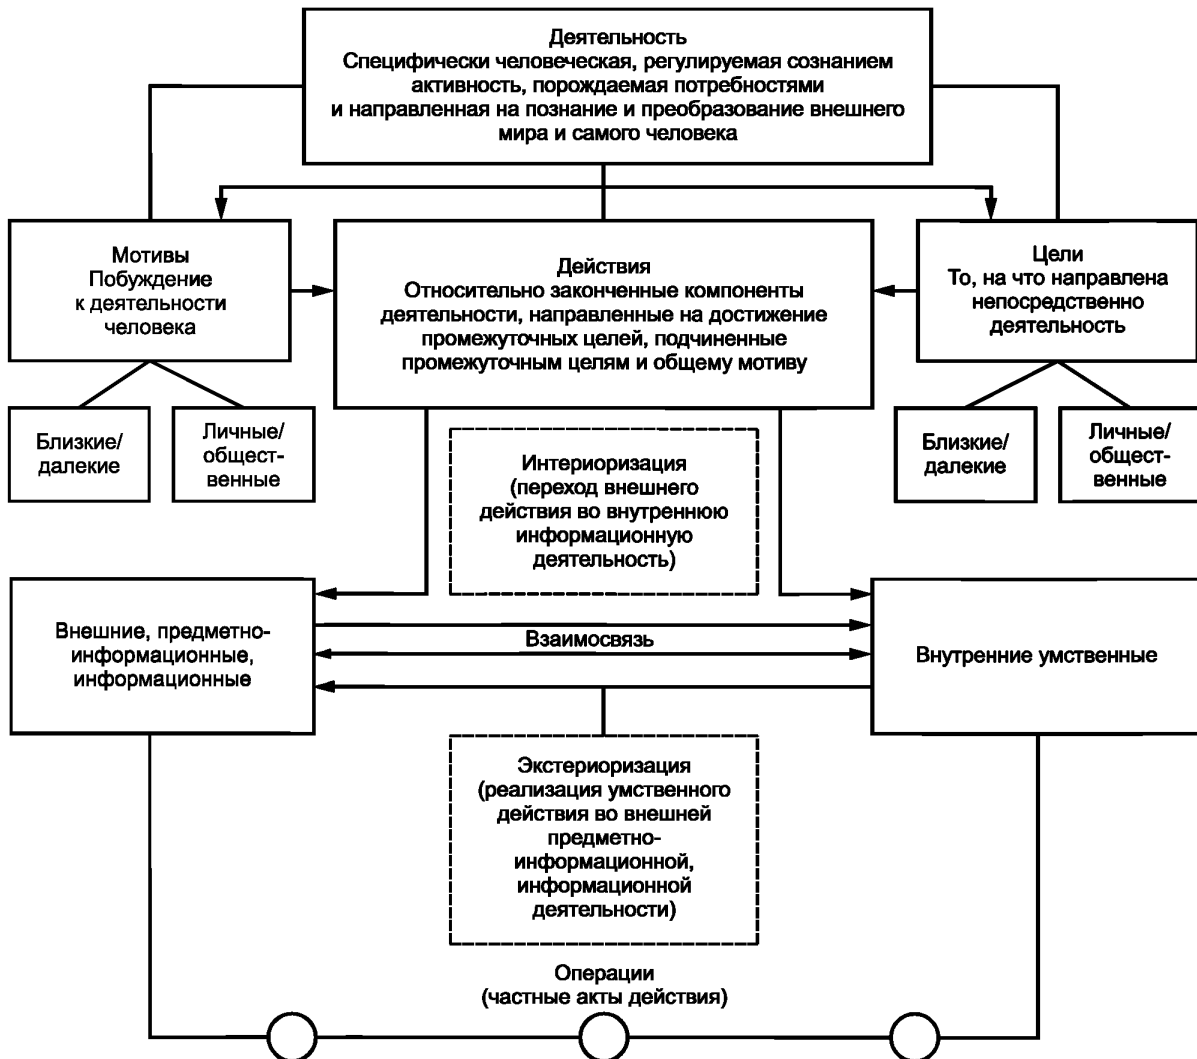 Деятельность
Специфически человеческая, регулируемая сознанием
активность, порождаемая потребностями
и направленная на познание и преобразование внешнего
мира и самого человека
Мотивы
Побуждение
к деятельности
человека
Действия
Относительно законченные компоненты
деятельности, направленные на достижение
промежуточных целей, подчиненные
промежуточным целям и общему мотиву
Цели
То, на что направлена
непосредственно
деятельность
Близкие/
далекие
Личные/
общест-
венные
Близкие/
далекие
Личные/
общест-
венные
Интериоризация
(переход внешнего
действия во внутреннюю
информационную
деятельность)
Внешние, предметно-
информационные,
информационные
Взаимосвязь
Внутренние умственные
Экстериоризация
(реализация умственного
действия во внешней
предметно-
информационной,
информационной
деятельности)
Операции
(частные акты действия)